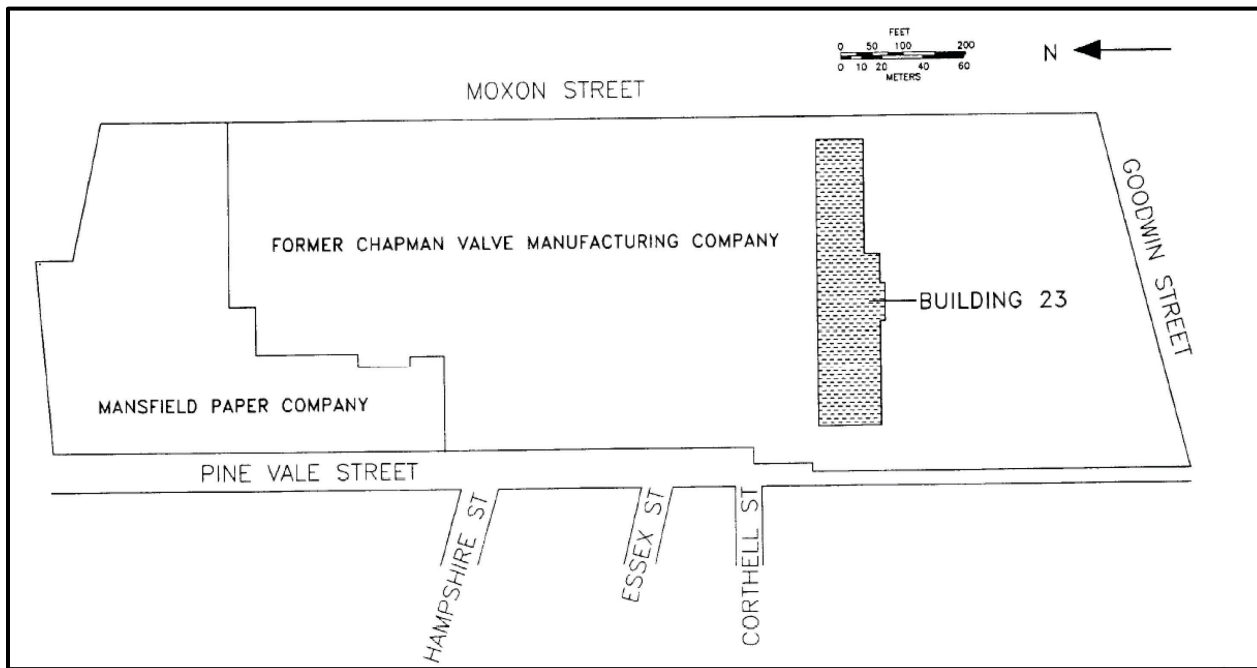 FEET
0 50 100 200
0 10 20 40 60
METERS
N
MOXON STREET
GOODWIN STREET
FORMER CHAPMAN VALVE MANUFACTURING COMPANY
BUILDING 23
MANSFIELD PAPER COMPANY
PINE VALE STREET
HAMPSHIRE ST
ESSEX ST
CORTHELL ST